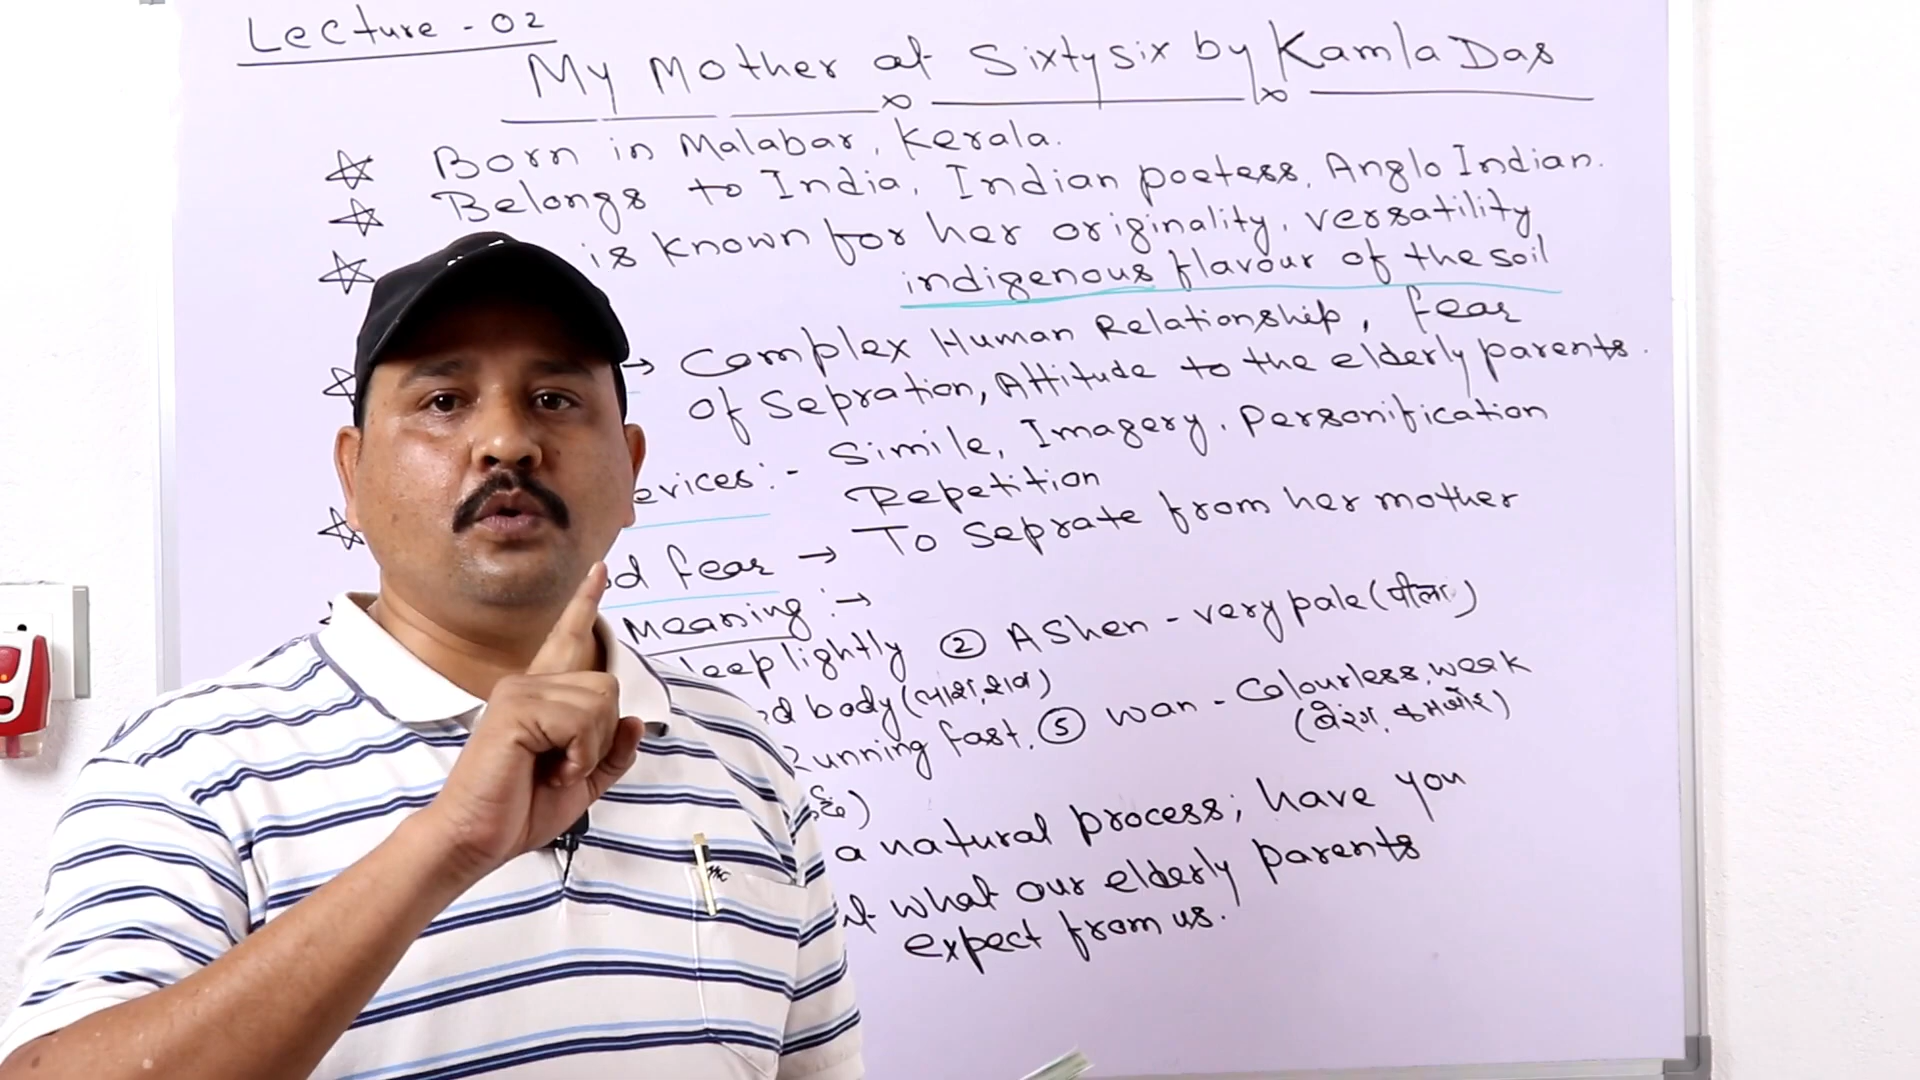 Lecture - 02
My Mother at Sixtysix by Kamla Das
Born in Malabar, Kerala.
Belongs to India, Indian poetess, Anglo Indian.
is known for her originality, versatility
indigenous flavour of the soil
→ Complex Human Relationship, fear
of Sepration, Attitude to the elderly parents.
evices:- Simile, Imagery, Personification
Repetition
d fear → To Seprate from her mother
Meaning:→
leep lightly ② Ashen - very pale (पीला)
d body (लाश, शव)
Running fast, ⑤ Wan - Colourless, weak
(बेरंग, कमजोर)
a natural process; have you
what our elderly parents
expect from us.